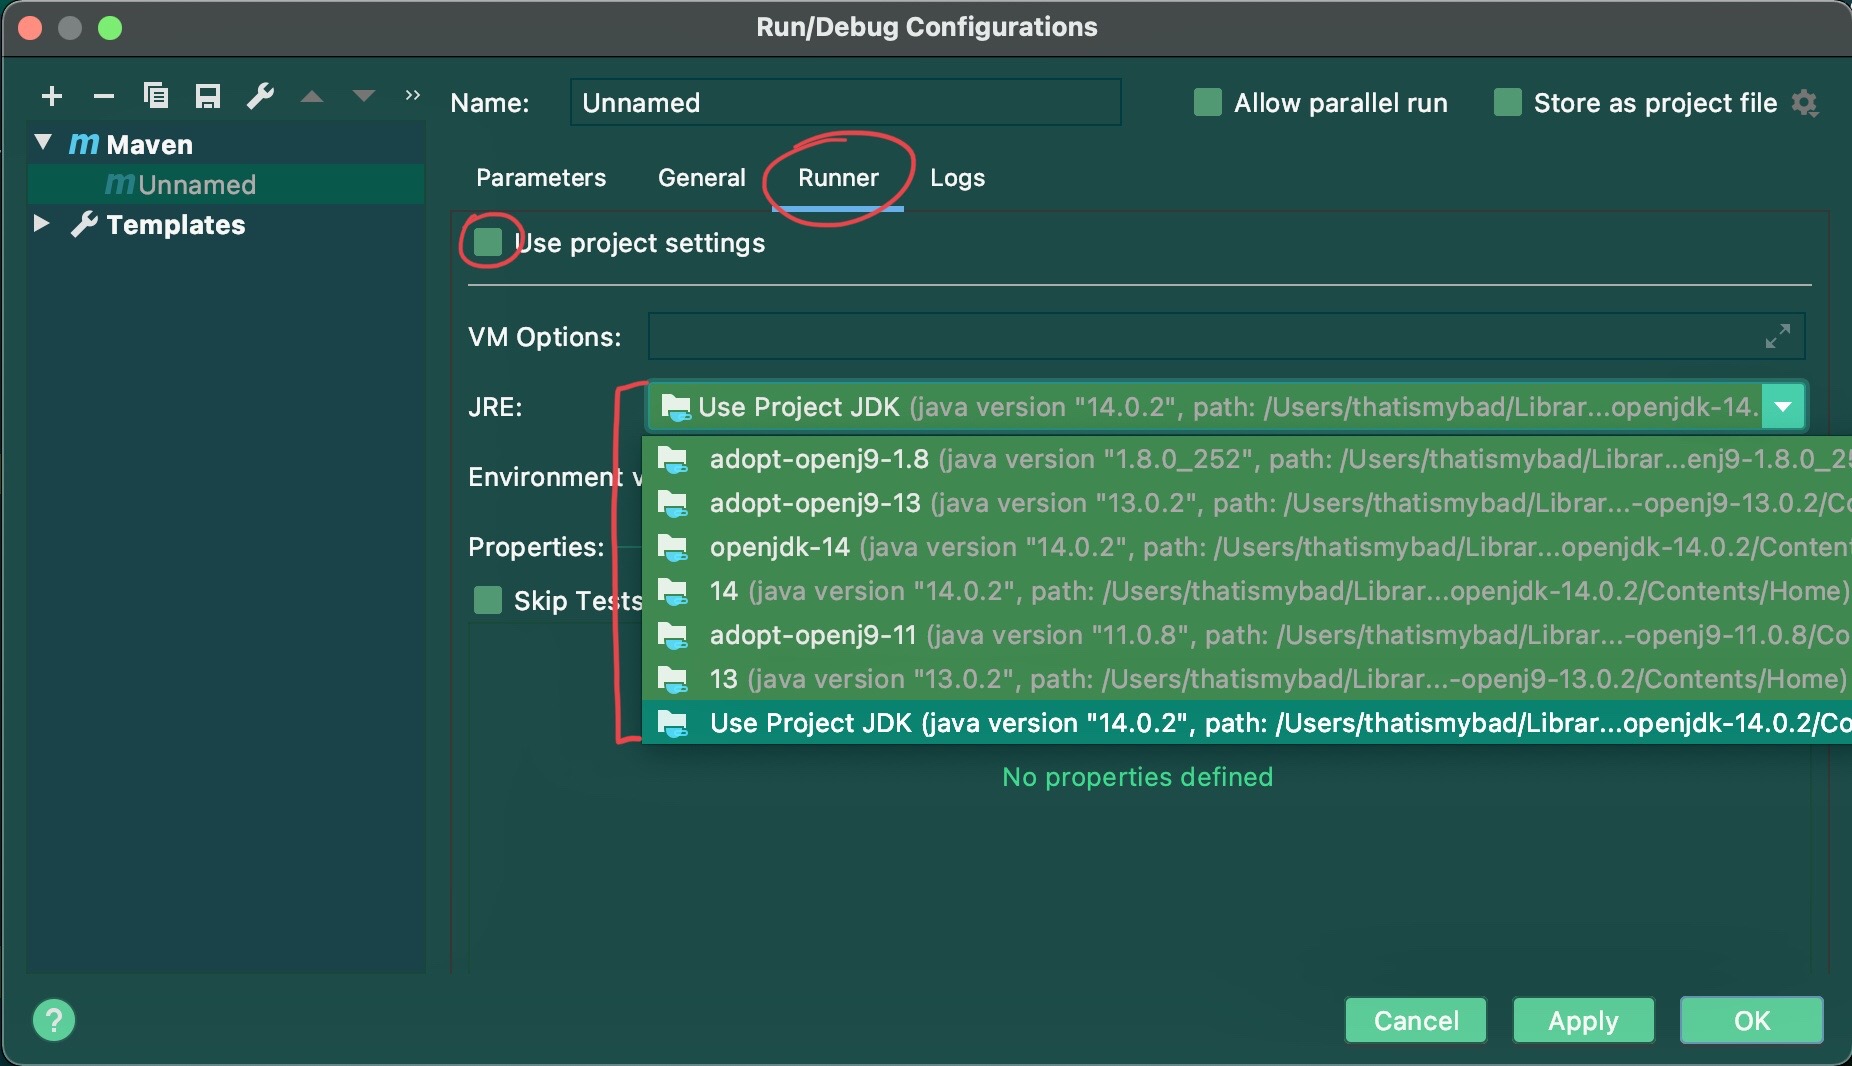 Run/Debug Configurations
Name: Unnamed
Allow parallel run
Store as project file
Maven
Unnamed
Templates
Parameters General Runner Logs
Use project settings
VM Options:
JRE: Use Project JDK (java version "14.0.2", path: /Users/thatismybad/Librar...openjdk-14.
adopt-openj9-1.8 (java version "1.8.0_252", path: /Users/thatismybad/Librar...enj9-1.8.0_25
adopt-openj9-13 (java version "13.0.2", path: /Users/thatismybad/Librar...-openj9-13.0.2/Co
Environment v
openjdk-14 (java version "14.0.2", path: /Users/thatismybad/Librar...openjdk-14.0.2/Conten
Properties:
14 (java version "14.0.2", path: /Users/thatismybad/Librar...openjdk-14.0.2/Contents/Home)
Skip Tests
adopt-openj9-11 (java version "11.0.8", path: /Users/thatismybad/Librar...-openj9-11.0.8/Co
13 (java version "13.0.2", path: /Users/thatismybad/Librar...-openj9-13.0.2/Contents/Home)
Use Project JDK (java version "14.0.2", path: /Users/thatismybad/Librar...openjdk-14.0.2/Co
No properties defined
?
Cancel Apply OK